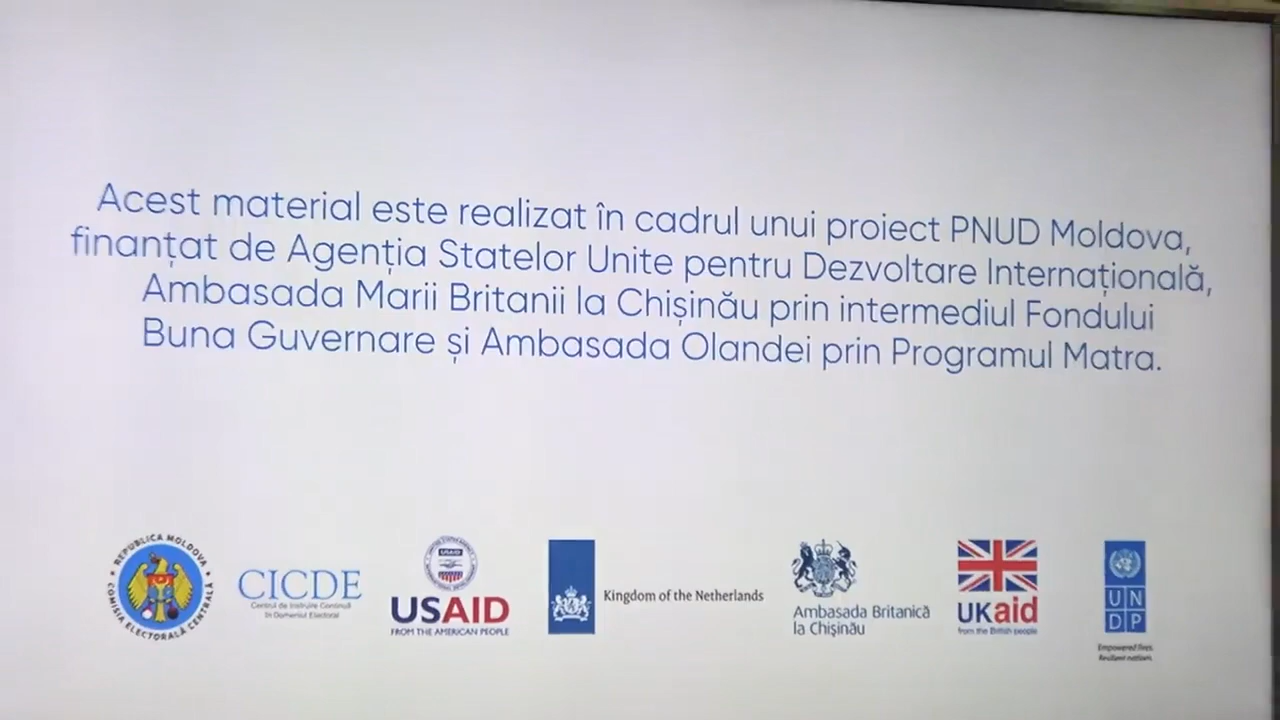 Acest material este realizat în cadrul unui proiect PNUD Moldova,
finanțat de Agenția Statelor Unite pentru Dezvoltare Internațională,
Ambasada Marii Britanii la Chișinău prin intermediul Fondului
Buna Guvernare și Ambasada Olandei prin Programul Matra.
REPUBLICA MOLDOVA
COMISIA ELECTORALĂ CENTRALĂ
CICDE
Centrul de Instruire Continuă
în Domeniul Electoral
USAID
USAID
FROM THE AMERICAN PEOPLE
Kingdom of the Netherlands
Ambasada Britanică
la Chișinău
UKaid
from the British people
UN
DP
Empowered lives.
Resilient nations.